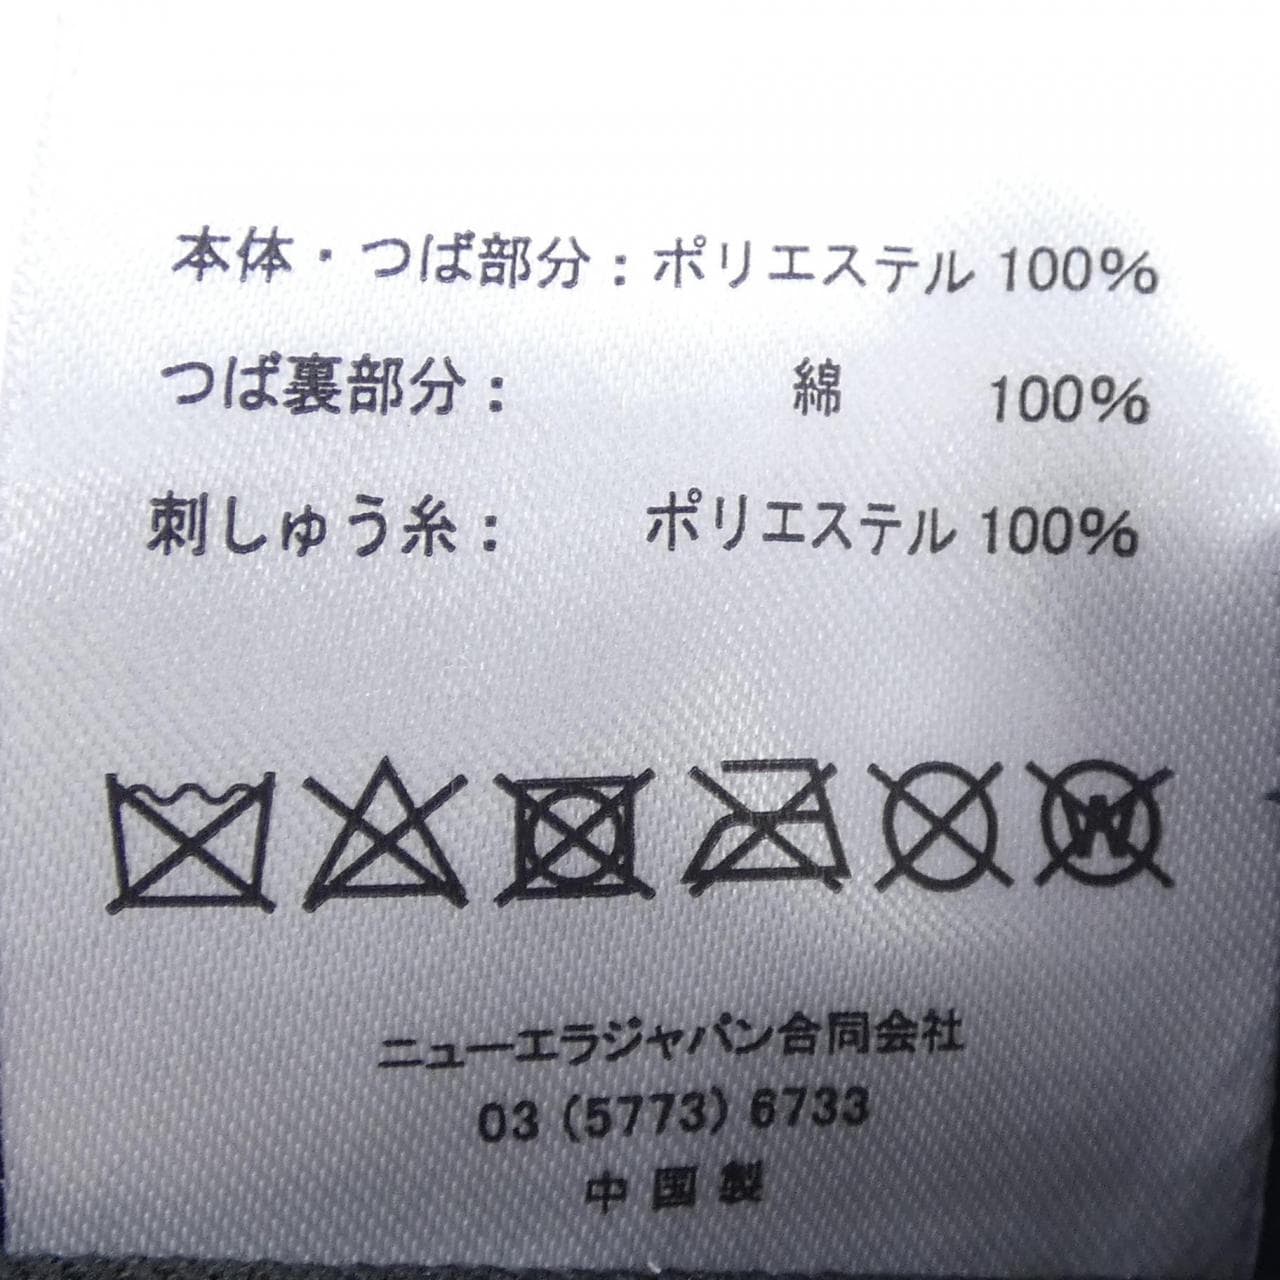 本体・つば部分：ポリエステル 100%
つば裏部分： 綿 100%
刺しゅう糸： ポリエステル 100%
W
ニューエラジャパン合同会社
03 (5773) 6733
中国製